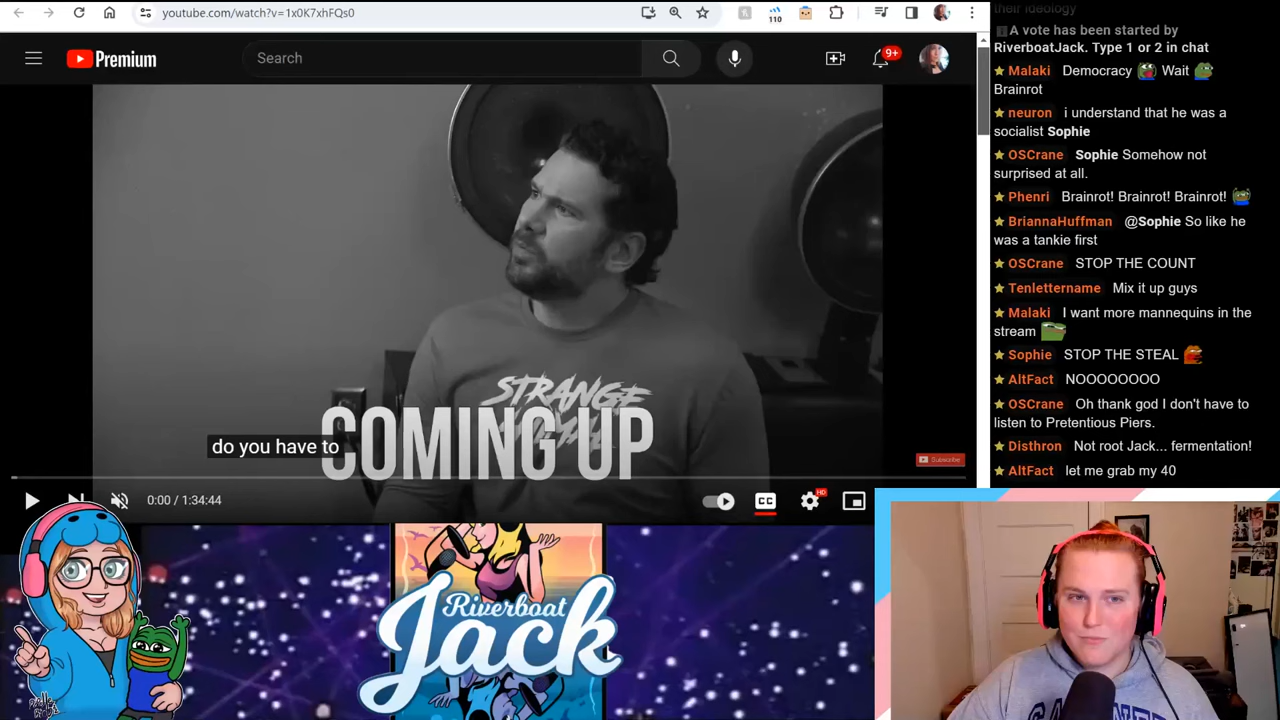 youtube.com/watch?v=1x0K7xhFQs0
110
Premium
Search
9+
STRANGE
COMING UP
do you have to
Subscribe
0:00 / 1:34:44
CC
HD
Riverboat
Jack
their ideology
A vote has been started by
RiverboatJack. Type 1 or 2 in chat
Malaki Democracy Wait
Brainrot
neuron i understand that he was a
socialist Sophie
OSCrane Sophie Somehow not
surprised at all.
Phenri Brainrot! Brainrot! Brainrot!
BriannaHuffman @Sophie So like he
was a tankie first
OSCrane STOP THE COUNT
Tenlettername Mix it up guys
Malaki I want more mannequins in the
stream
Sophie STOP THE STEAL
AltFact NOOOOOOOO
OSCrane Oh thank god I don't have to
listen to Pretentious Piers.
Disthron Not root Jack... fermentation!
AltFact let me grab my 40